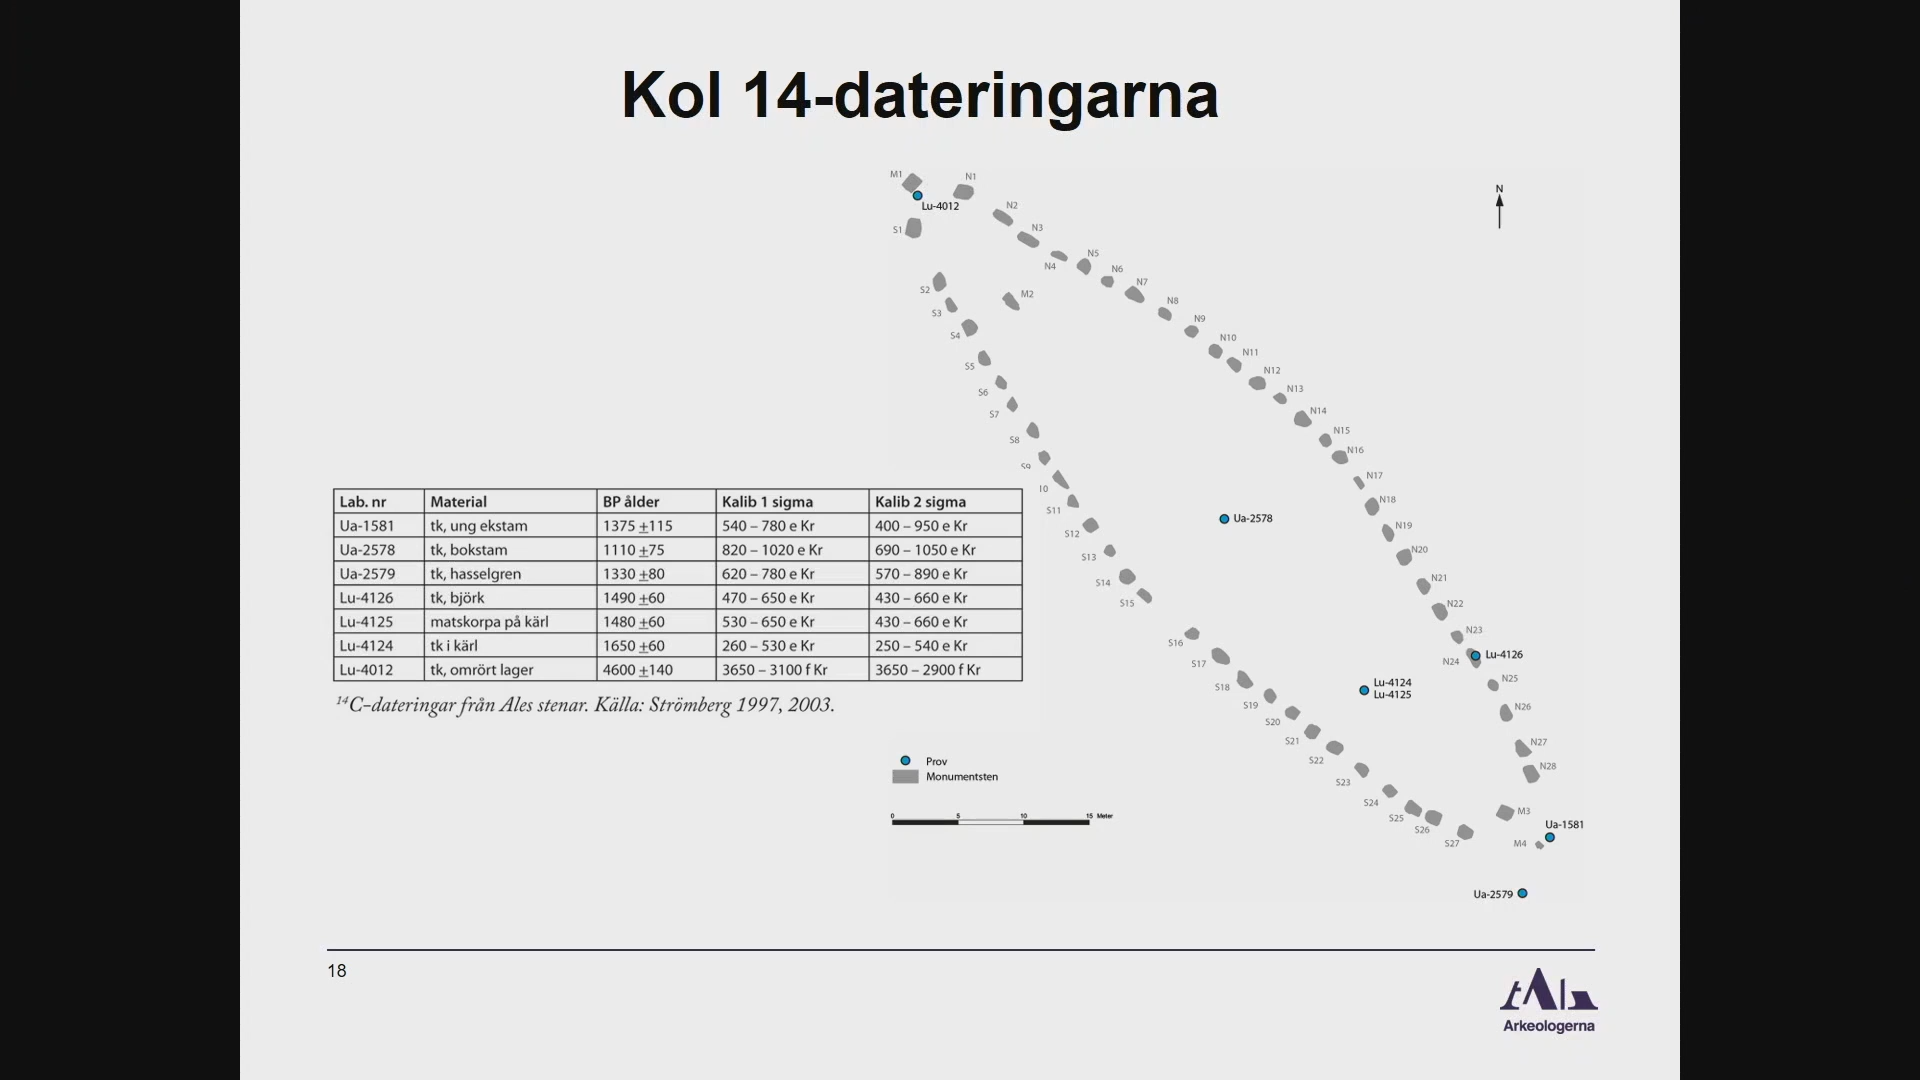 Kol 14-dateringarna
M1
N1
Lu-4012
N2
S1
N3
N4
N5
N6
N7
S2
M2
S3
N8
S4
N9
N10
N11
S5
N12
S6
N13
S7
N14
S8
N15
N16
S9
N17
I0
N18
S11
N19
S12
Ua-2578
N20
S13
N21
S14
N22
S15
N23
S16
N24
Lu-4126
S17
N25
S18
Lu-4124
Lu-4125
S19
N26
S20
S21
N27
S22
N28
S23
S24
M3
S25
Ua-1581
S26
S27
M4
Ua-2579
N
Lab. nr Material BP ålder Kalib 1 sigma Kalib 2 sigma
Ua-1581 tk, ung ekstam 1375 ±115 540 – 780 e Kr 400 – 950 e Kr
Ua-2578 tk, bokstam 1110 ±75 820 – 1020 e Kr 690 – 1050 e Kr
Ua-2579 tk, hasselgren 1330 ±80 620 – 780 e Kr 570 – 890 e Kr
Lu-4126 tk, björk 1490 ±60 470 – 650 e Kr 430 – 660 e Kr
Lu-4125 matskorpa på kärl 1480 ±60 530 – 650 e Kr 430 – 660 e Kr
Lu-4124 tk i kärl 1650 ±60 260 – 530 e Kr 250 – 540 e Kr
Lu-4012 tk, omrört lager 4600 ±140 3650 – 3100 f Kr 3650 – 2900 f Kr
¹⁴C-dateringar från Ales stenar. Källa: Strömberg 1997, 2003.
Prov
Monumentsten
0 5 10 15 Meter
18
Arkeologerna